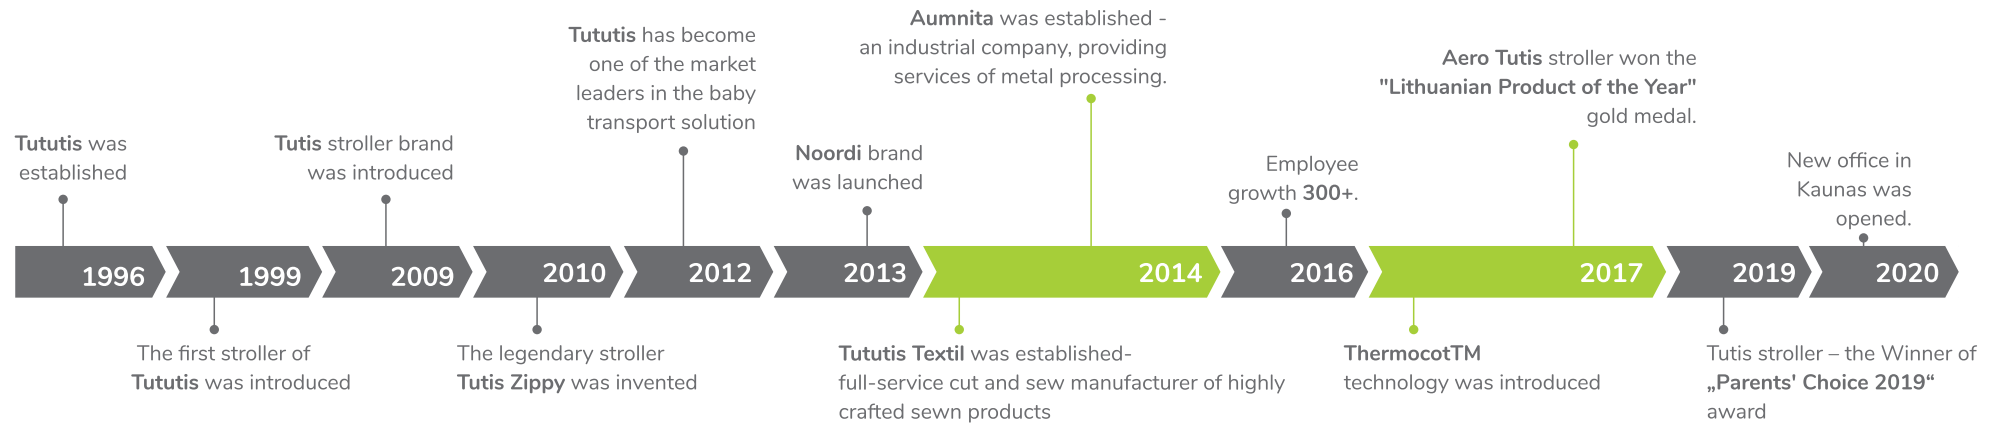 Tututis was
established
1996
The first stroller of
Tututis was introduced
1999
Tutis stroller brand
was introduced
2009
The legendary stroller
Tutis Zippy was invented
2010
Tututis has become
one of the market
leaders in the baby
transport solution
2012
Noordi brand
was launched
2013
Aumnita was established -
an industrial company, providing
services of metal processing.
2014
Tututis Textil was established-
full-service cut and sew manufacturer of highly
crafted sewn products
Employee
growth 300+.
2016
Aero Tutis stroller won the
"Lithuanian Product of the Year"
gold medal.
2017
ThermocotTM
technology was introduced
2019
Tutis stroller – the Winner of
„Parents' Choice 2019“
award
New office in
Kaunas was
opened.
2020